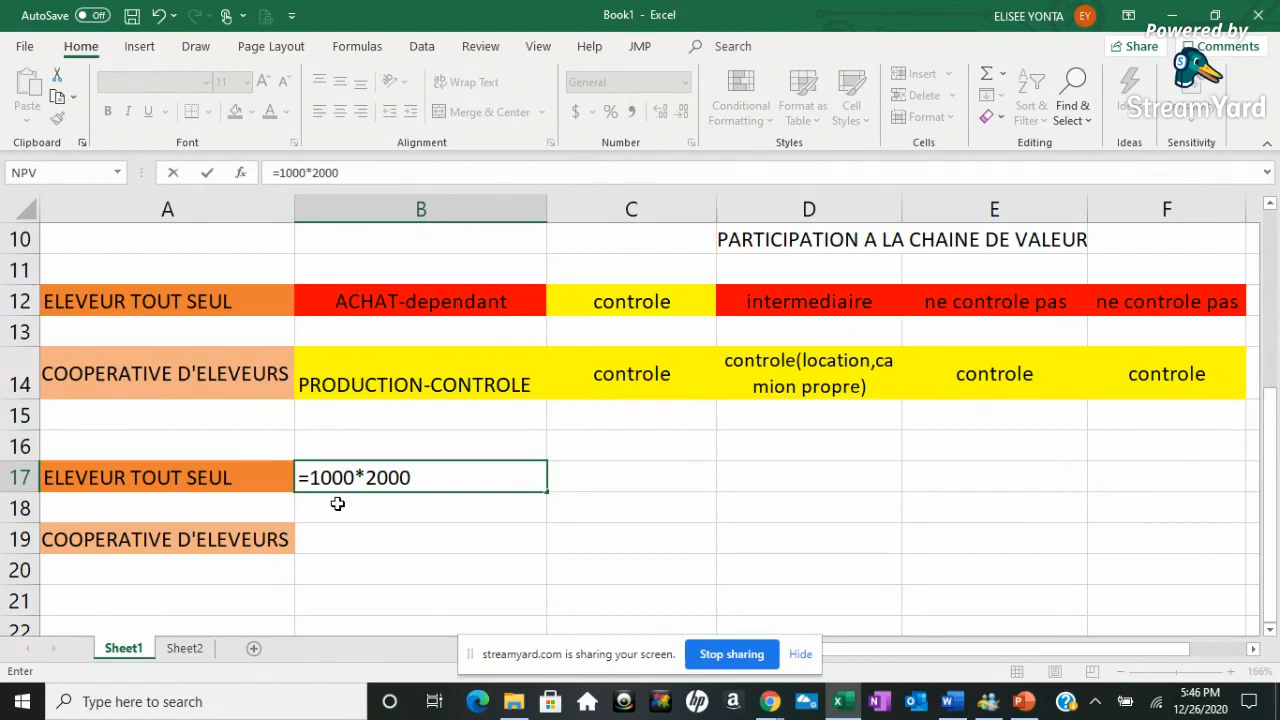 AutoSave Off
Book1 - Excel
ELISEE YONTA EY
Powered by
StreamYard
File Home Insert Draw Page Layout Formulas Data Review View Help JMP Search Share Comments
Paste
11 A A
Wrap Text
General
Conditional Formatting
Format as Table
Cell Styles
Insert
Delete
Format
Sort & Filter
Find & Select
B I U
Merge & Center
$ %
Clipboard Font Alignment Number Styles Cells Editing Ideas Sensitivity
NPV fx =1000*2000
A B C D E F
10 PARTICIPATION A LA CHAINE DE VALEUR
11
12 ELEVEUR TOUT SEUL ACHAT-dependant controle intermediaire ne controle pas ne controle pas
13
14 COOPERATIVE D'ELEVEURS PRODUCTION-CONTROLE controle controle(location,ca
mion propre) controle controle
15
16
17 ELEVEUR TOUT SEUL =1000*2000
18
19 COOPERATIVE D'ELEVEURS
20
21
22
Sheet1 Sheet2
streamyard.com is sharing your screen. Stop sharing Hide
Enter
166%
Type here to search
5:46 PM
12/26/2020